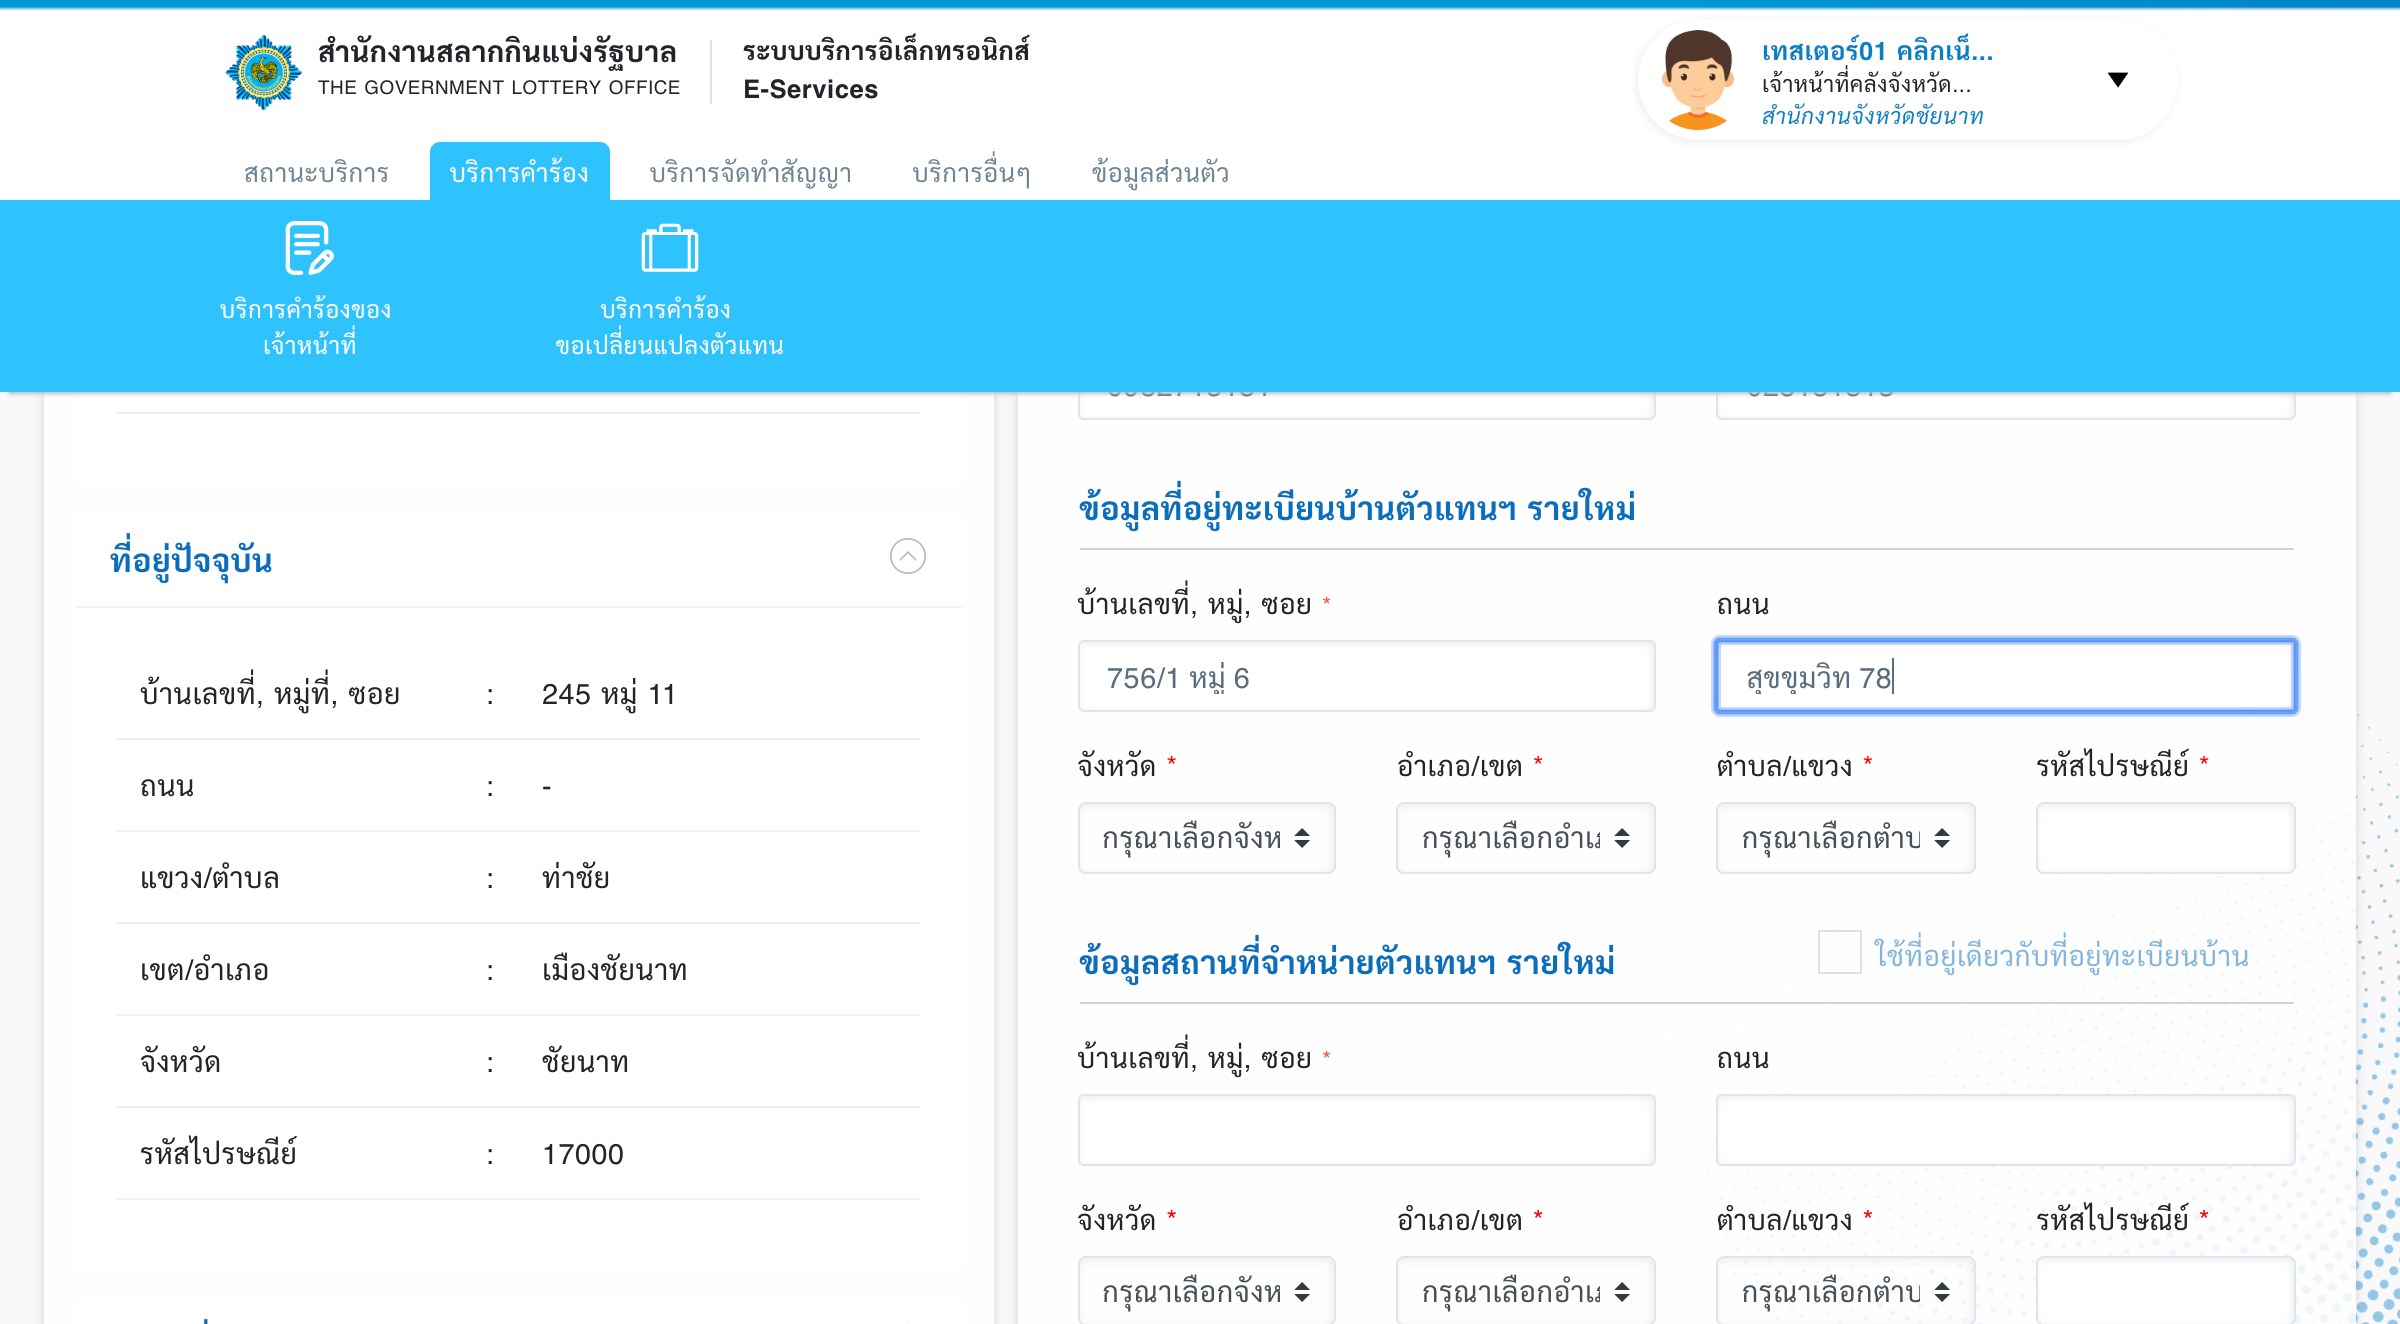 สำนักงานสลากกินแบ่งรัฐบาล
THE GOVERNMENT LOTTERY OFFICE
ระบบบริการอิเล็กทรอนิกส์
E-Services
เทสเตอร์01 คลิกเน็...
เจ้าหน้าที่คลังจังหวัด...
สำนักงานจังหวัดชัยนาท
สถานะบริการ บริการคำร้อง บริการจัดทำสัญญา บริการอื่นๆ ข้อมูลส่วนตัว
บริการคำร้องของ
เจ้าหน้าที่
บริการคำร้อง
ขอเปลี่ยนแปลงตัวแทน
ที่อยู่ปัจจุบัน
บ้านเลขที่, หมู่ที่, ซอย : 245 หมู่ 11
ถนน : -
แขวง/ตำบล : ท่าชัย
เขต/อำเภอ : เมืองชัยนาท
จังหวัด : ชัยนาท
รหัสไปรษณีย์ : 17000
ข้อมูลที่อยู่ทะเบียนบ้านตัวแทนฯ รายใหม่
บ้านเลขที่, หมู่, ซอย * ถนน
756/1 หมู่ 6 สุขขุมวิท 78
จังหวัด * อำเภอ/เขต * ตำบล/แขวง * รหัสไปรษณีย์ *
กรุณาเลือกจังห กรุณาเลือกอำเ กรุณาเลือกตำบ
ข้อมูลสถานที่จำหน่ายตัวแทนฯ รายใหม่ ใช้ที่อยู่เดียวกับที่อยู่ทะเบียนบ้าน
บ้านเลขที่, หมู่, ซอย * ถนน
จังหวัด * อำเภอ/เขต * ตำบล/แขวง * รหัสไปรษณีย์ *
กรุณาเลือกจังห กรุณาเลือกอำเ กรุณาเลือกตำบ